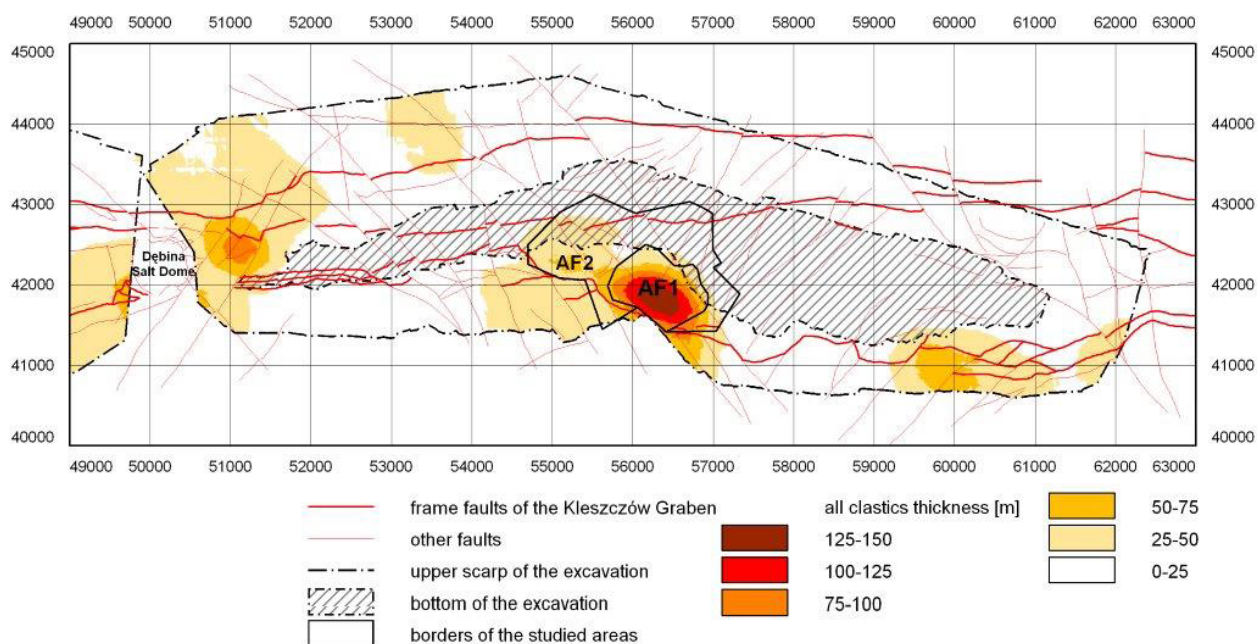 49000 50000 51000 52000 53000 54000 55000 56000 57000 58000 59000 60000 61000 62000 63000
45000 45000
44000 44000
43000 43000
Dębina
Salt Dome
AF2
42000 42000
AF1
41000 41000
40000 40000
49000 50000 51000 52000 53000 54000 55000 56000 57000 58000 59000 60000 61000 62000 63000
frame faults of the Kleszczów Graben all clastics thickness [m] 50-75
other faults 125-150 25-50
upper scarp of the excavation 100-125 0-25
bottom of the excavation 75-100
borders of the studied areas